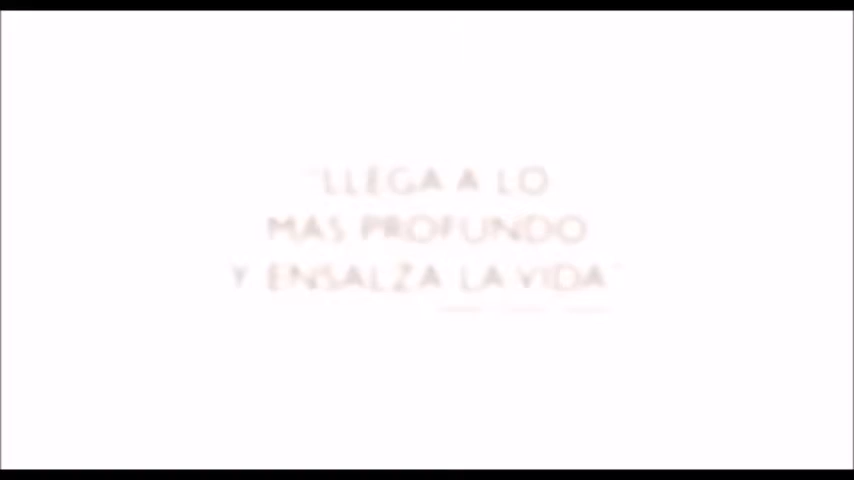 "LLEGA A LO
MAS PROFUNDO
Y ENSALZA LA VIDA"